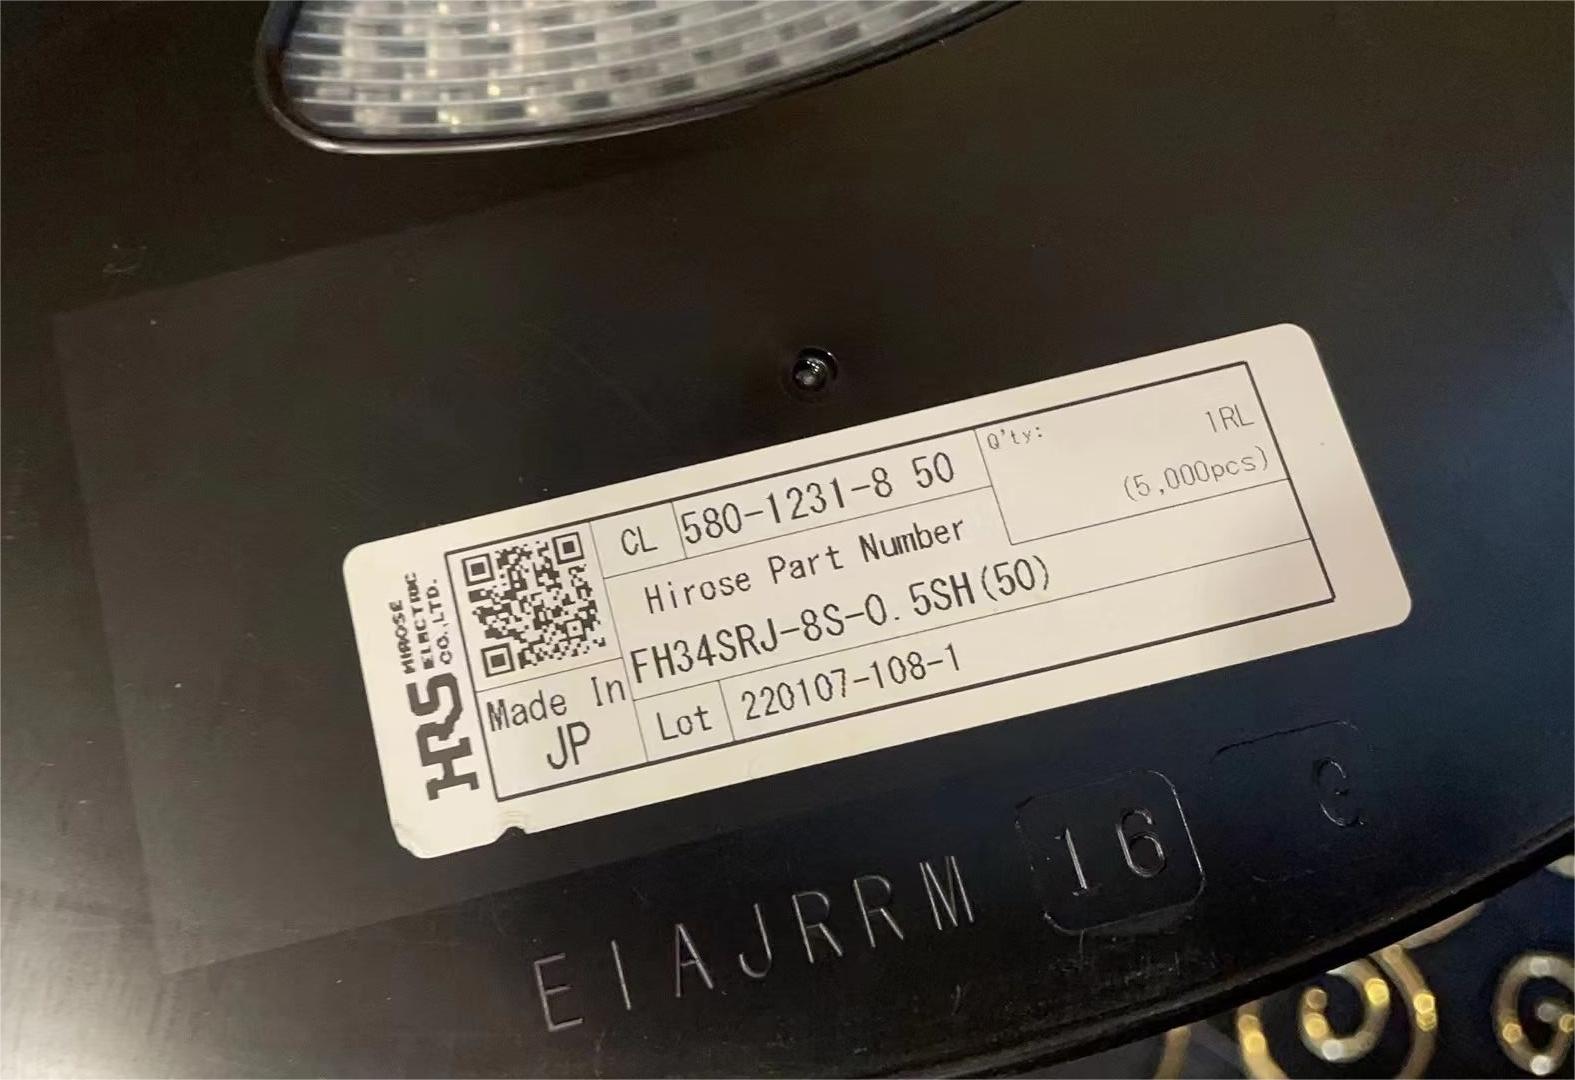 HRS HIROSE
ELECTRIC
CO.,LTD.
CL 580-1231-8 50
Q'ty: 1RL
(5,000pcs)
Hirose Part Number
FH34SRJ-8S-0.5SH(50)
Made In
JP
Lot 220107-108-1
EIAJRRM 16